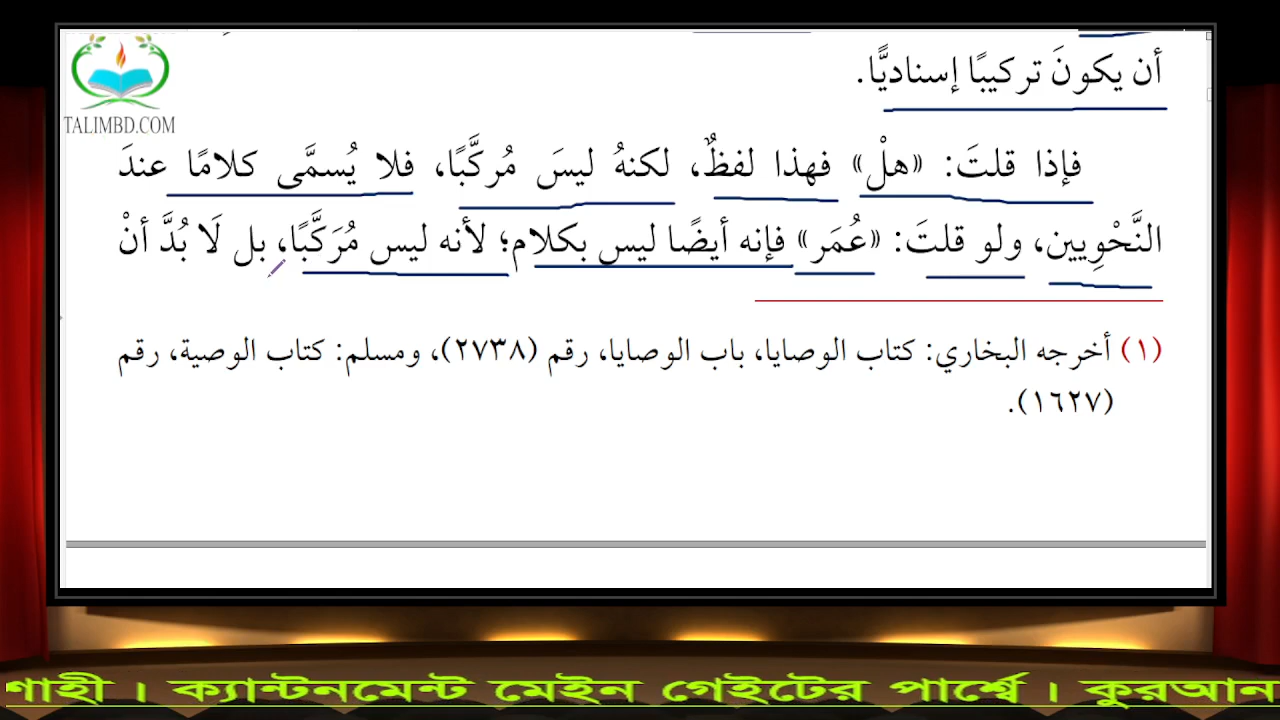 أن يكونَ تركيبًا إسناديًّا.
TALIMBD.COM
فإذا قلتَ: «هلْ» فهذا لفظٌ، لكنهُ ليسَ مُركَّبًا، فلا يُسمَّى كلامًا عندَ
النَّحْوِيين، ولو قلتَ: «عُمَر» فإنه أيضًا ليس بكلام؛ لأنه ليس مُرَكَّبًا، بل لَا بُدَّ أنْ
(١) أخرجه البخاري: كتاب الوصايا، باب الوصايا، رقم (٢٧٣٨)، ومسلم: كتاب الوصية، رقم
(١٦٢٧).
গাহী । ক্যান্টনমেন্ট মেইন গেইটের পার্শ্বে । কুরআন